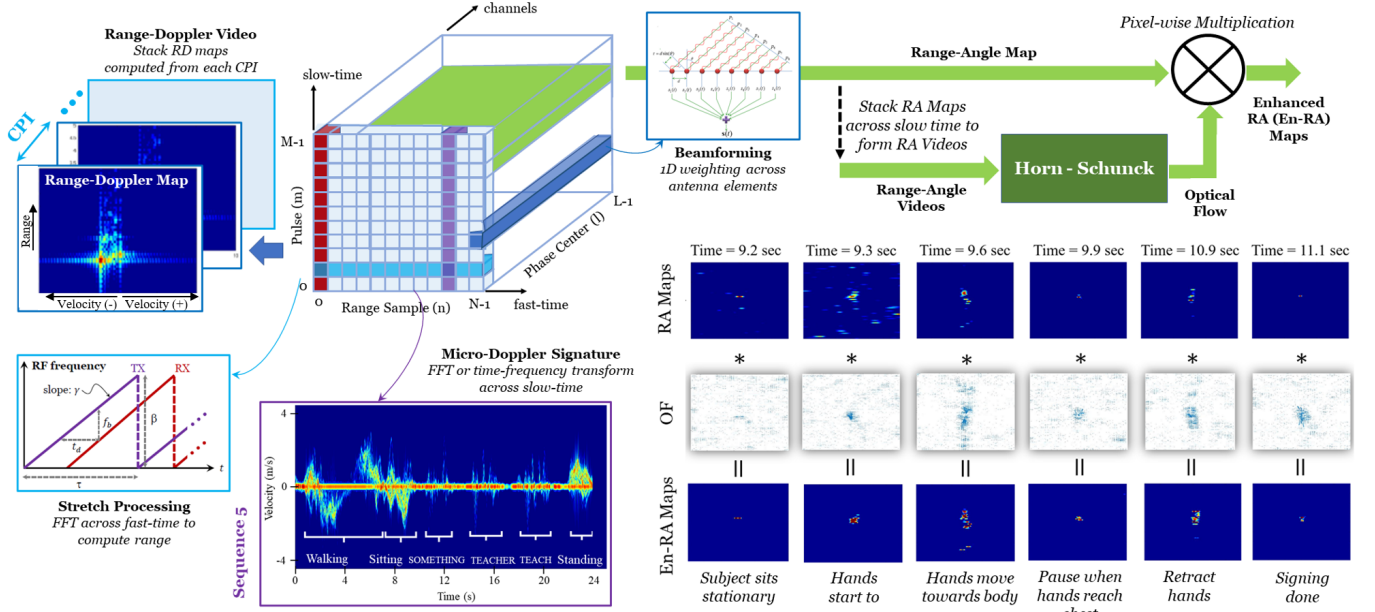 channels
Range-Doppler Video
Stack RD maps
computed from each CPI
CPI
Range-Doppler Map
Range
Velocity (-)
Velocity (+)
slow-time
M-1
Pulse (m)
0
0
Range Sample (n)
N-1
fast-time
Phase Center (l)
L-1
Beamforming
1D weighting across
antenna elements
Range-Angle Map
Pixel-wise Multiplication
Stack RA Maps
across slow time to
form RA Videos
Range-Angle
Videos
Horn - Schunck
Optical
Flow
Enhanced
RA (En-RA)
Maps
RF frequency
TX
RX
slope: γ
f_b
β
t_d
t
τ
Stretch Processing
FFT across fast-time to
compute range
Micro-Doppler Signature
FFT or time-frequency transform
across slow-time
Sequence 5
Velocity (m/s)
4
0
-4
Walking
Sitting
SOMETHING
TEACHER
TEACH
Standing
0 4 8 12 16 20 24
Time (s)
Time = 9.2 sec
Time = 9.3 sec
Time = 9.6 sec
Time = 9.9 sec
Time = 10.9 sec
Time = 11.1 sec
RA Maps
* * * * * *
OF
= = = = = =
En-RA Maps
Subject sits
stationary
Hands
start to
Hands move
towards body
Pause when
hands reach
Retract
hands
Signing
done